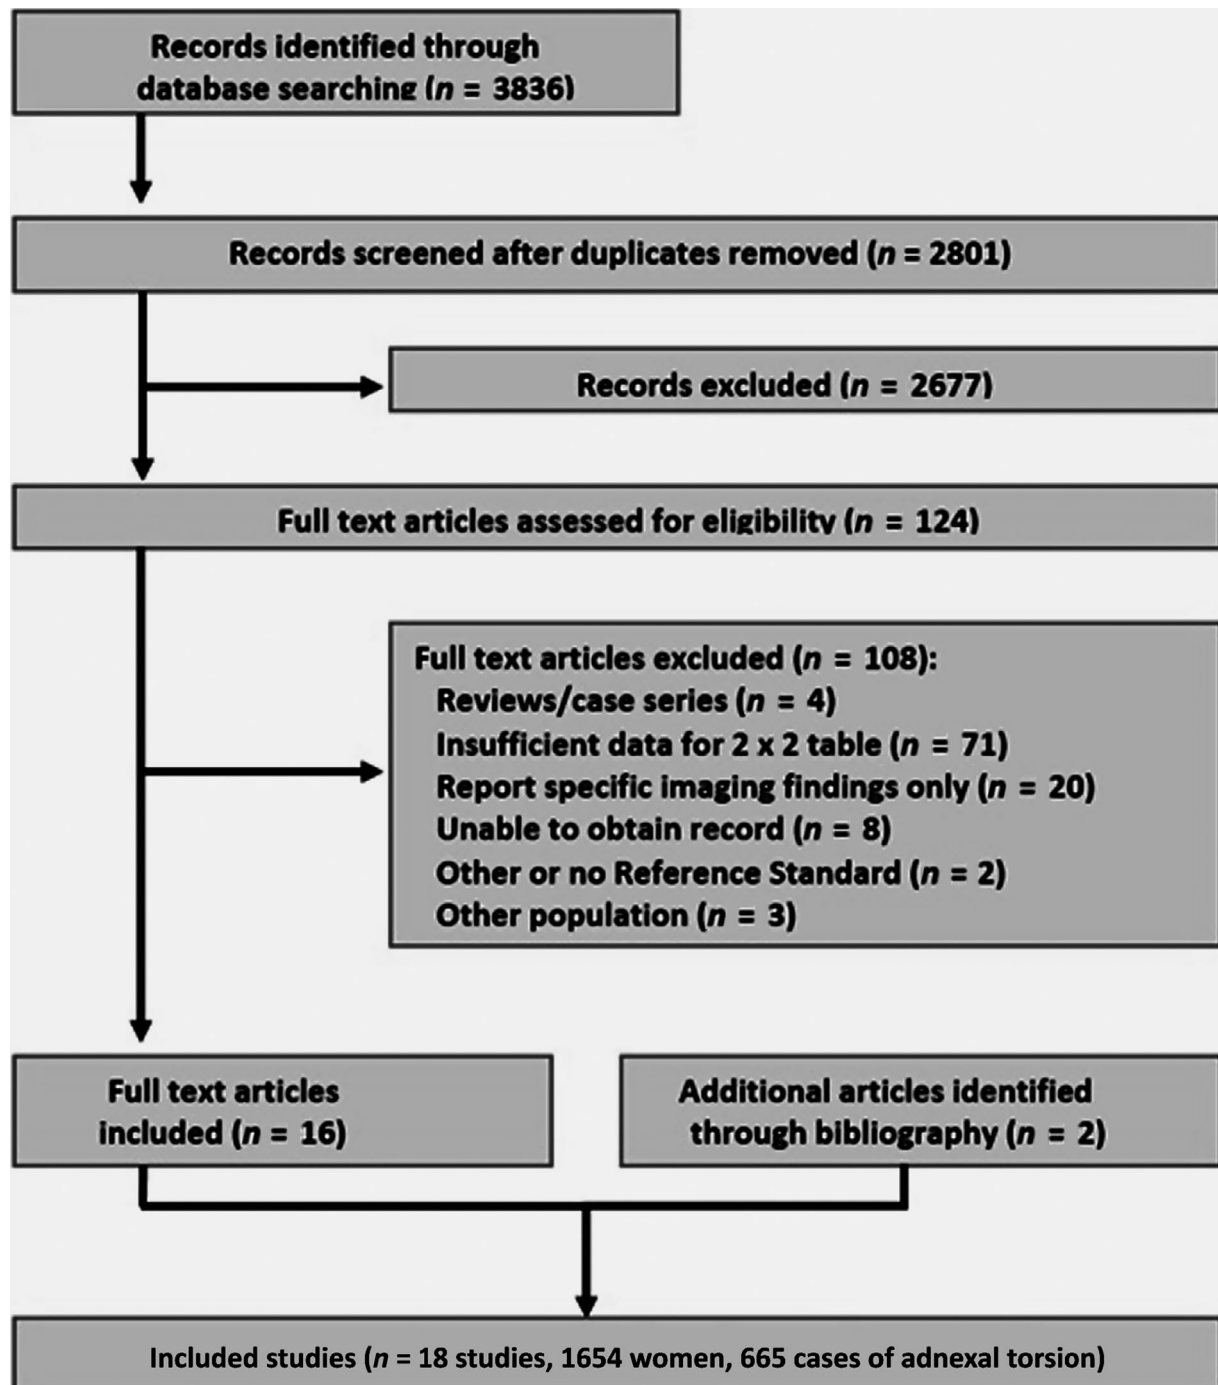 Records identified through
database searching (n = 3836)
Records screened after duplicates removed (n = 2801)
Records excluded (n = 2677)
Full text articles assessed for eligibility (n = 124)
Full text articles excluded (n = 108):
Reviews/case series (n = 4)
Insufficient data for 2 x 2 table (n = 71)
Report specific imaging findings only (n = 20)
Unable to obtain record (n = 8)
Other or no Reference Standard (n = 2)
Other population (n = 3)
Full text articles
included (n = 16)
Additional articles identified
through bibliography (n = 2)
Included studies (n = 18 studies, 1654 women, 665 cases of adnexal torsion)